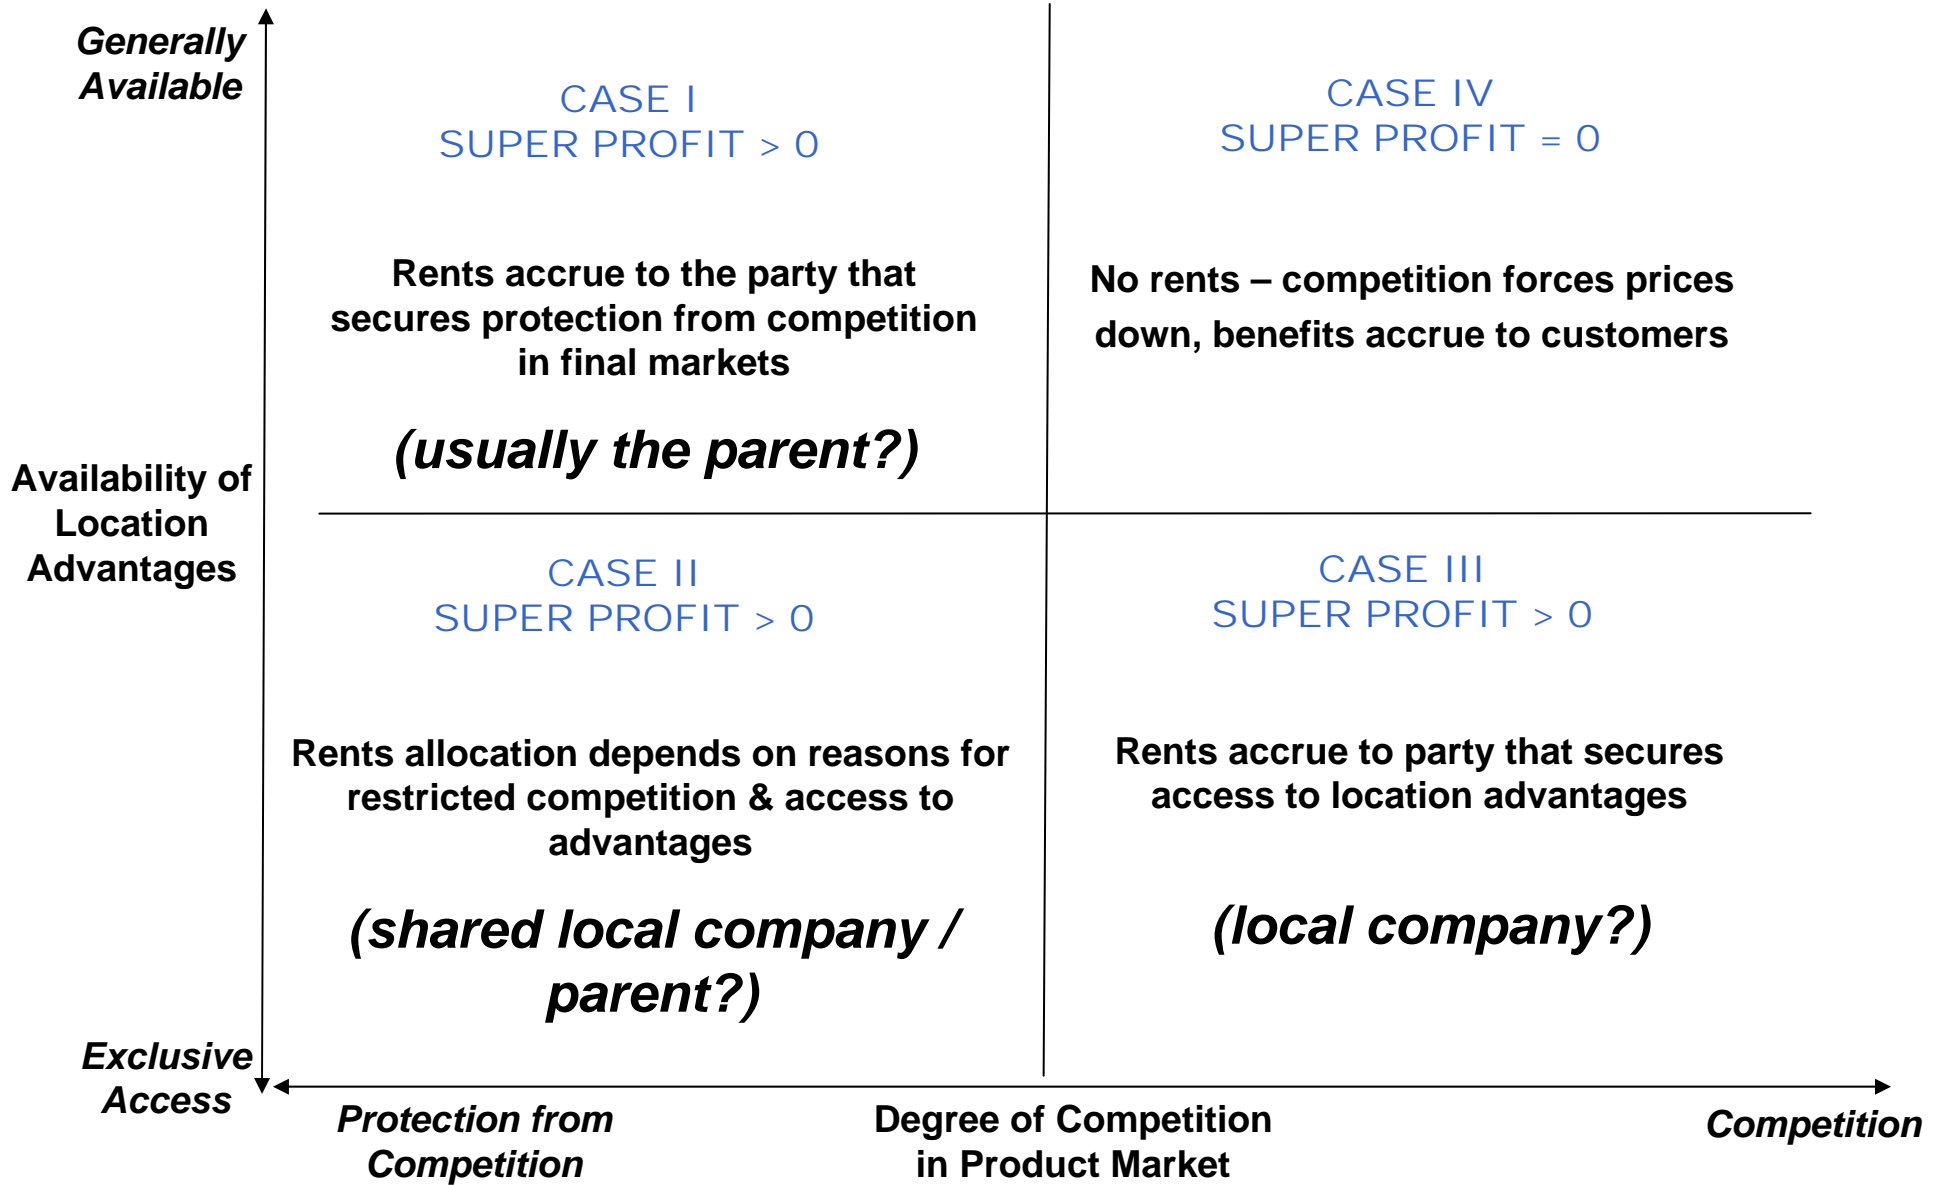 Generally
Available
CASE I
SUPER PROFIT > 0
CASE IV
SUPER PROFIT = 0
Rents accrue to the party that
secures protection from competition
in final markets
(usually the parent?)
No rents – competition forces prices
down, benefits accrue to customers
Availability of
Location
Advantages
CASE II
SUPER PROFIT > 0
CASE III
SUPER PROFIT > 0
Rents allocation depends on reasons for
restricted competition & access to
advantages
(shared local company /
parent?)
Rents accrue to party that secures
access to location advantages
(local company?)
Exclusive
Access
Protection from
Competition
Degree of Competition
in Product Market
Competition